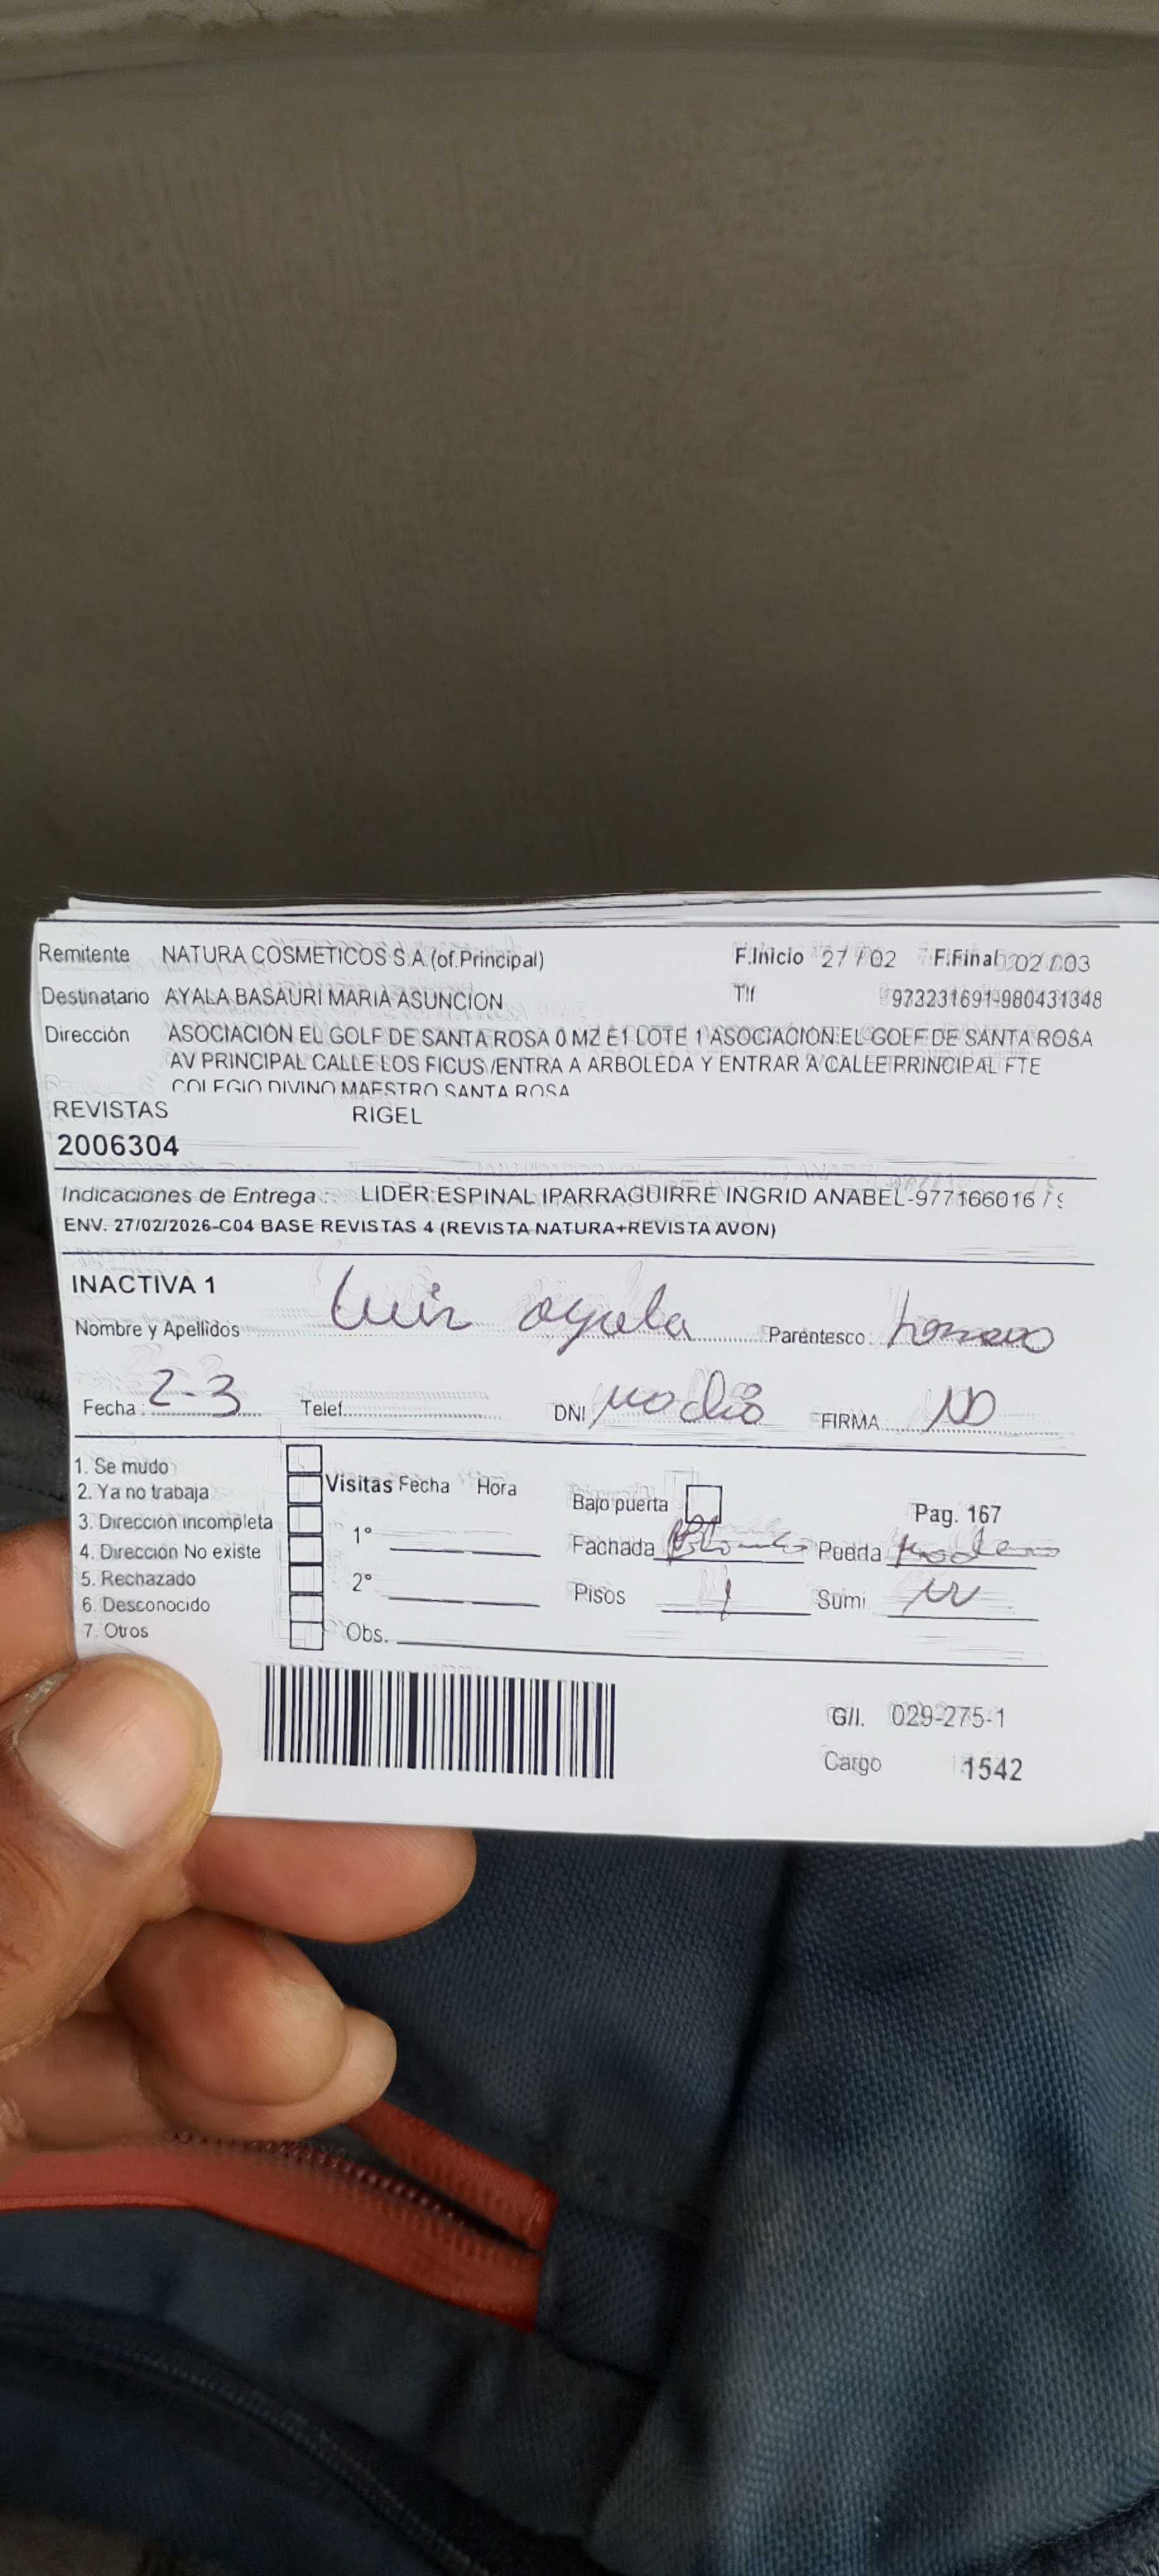 Remitente NATURA COSMETICOS S.A.(of.Principal) F.Inicio 27 / 02 F.Final 02 / 03
Destinatario AYALA BASAURI MARIA ASUNCION Tlf 973231691-980431348
Dirección ASOCIACION EL GOLF DE SANTA ROSA 0 MZ E1 LOTE 1 ASOCIACION EL GOLF DE SANTA ROSA
AV PRINCIPAL CALLE LOS FICUS /ENTRA A ARBOLEDA Y ENTRAR A CALLE PRINCIPAL FTE
COLEGIO DIVINO MAESTRO SANTA ROSA
REVISTAS RIGEL
2006304
Indicaciones de Entrega : LIDER:ESPINAL IPARRAGUIRRE INGRID ANABEL-977166016 /
ENV. 27/02/2026-C04 BASE REVISTAS 4 (REVISTA NATURA+REVISTA AVON)
INACTIVA 1
Nombre y Apellidos Luis ayala Parentesco:
Fecha : 2-3 Telef. DNI no dio FIRMA
1. Se mudo
2. Ya no trabaja Visitas Fecha Hora Bajo puerta Pag. 167
3. Dirección incompleta 1° Fachada Puerta
4. Dirección No existe
5. Rechazado 2° Pisos 1 Sumi.
6. Desconocido
7. Otros Obs.
G/I. 029-275-1
Cargo 1542